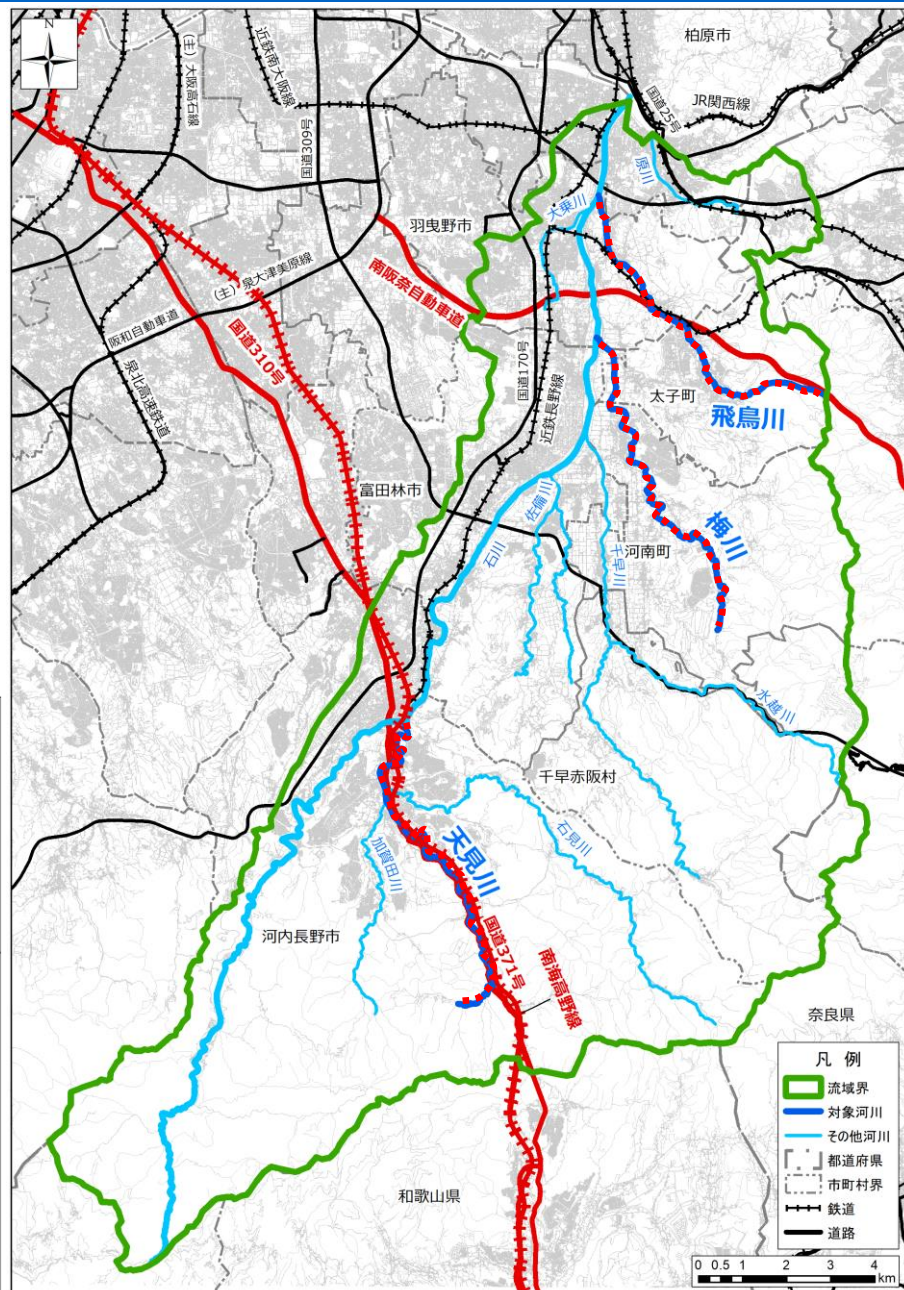 N
柏原市
(主)大阪高石線
近鉄南大阪線
国道309号
国道25号
JR関西線
原川
大乗川
羽曳野市
南阪奈自動車道
(主)泉大津美原線
阪和自動車道
国道310号
泉北高速鉄道
国道170号
近鉄長野線
太子町
飛鳥川
富田林市
佐備川
石川
千早川
河南町
梅川
水越川
千早赤阪村
石見川
天見川
加賀田川
河内長野市
国道371号
南海高野線
奈良県
和歌山県
凡 例
流域界
対象河川
その他河川
都道府県
市町村界
鉄道
道路
0 0.5 1 2 3 4
km